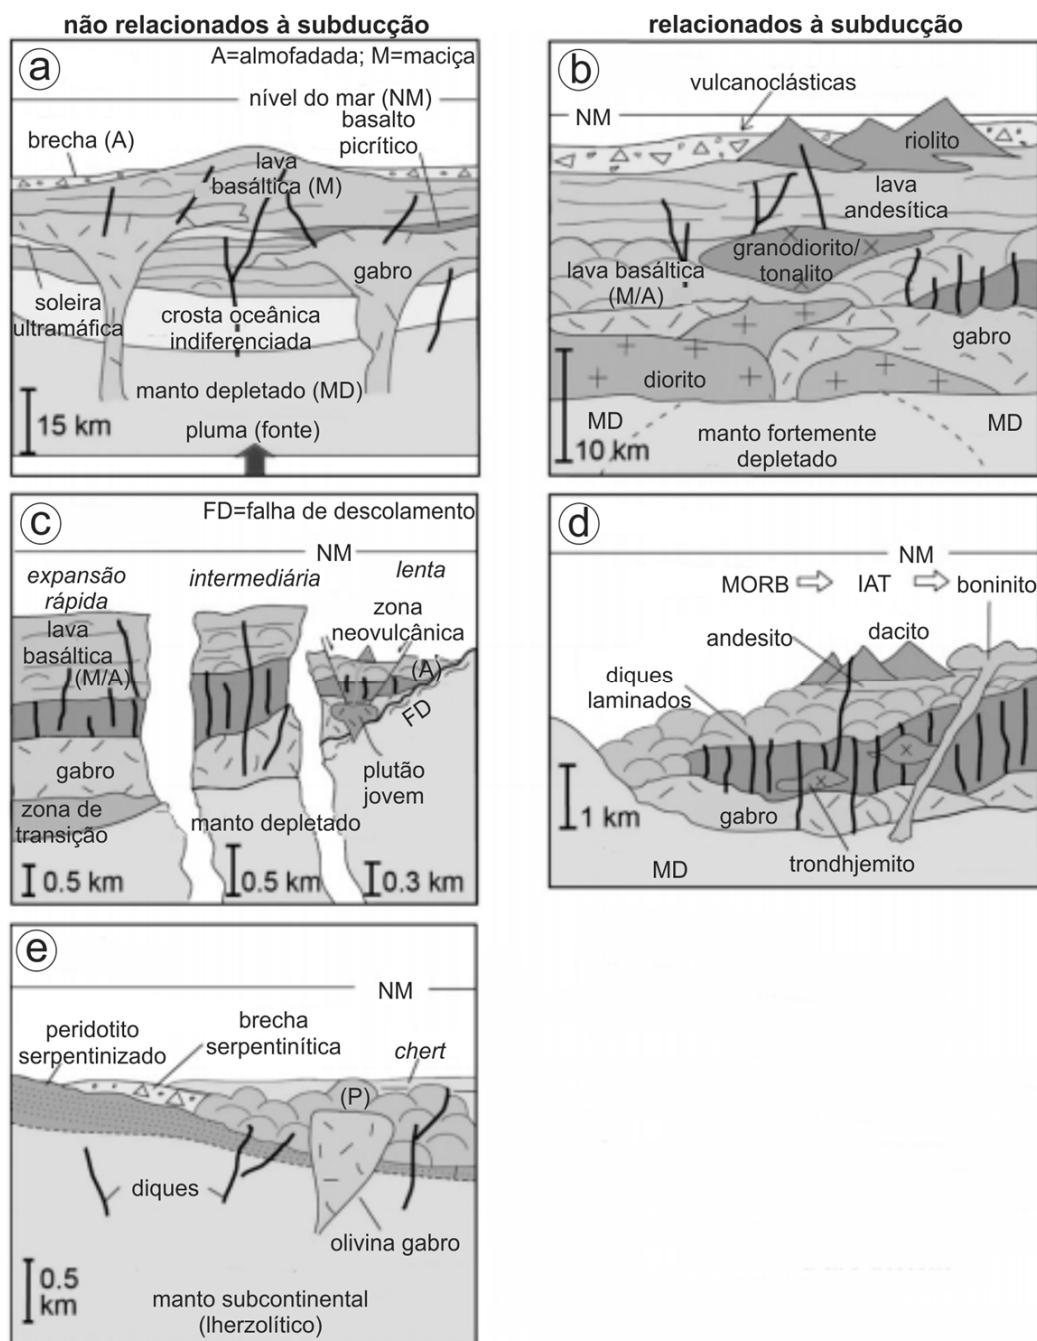 não relacionados à subducção
relacionados à subducção
a
A=almofadada; M=maciça
nível do mar (NM)
basalto
picrítico
brecha (A)
lava
basáltica (M)
gabro
soleira
ultramáfica
crosta oceânica
indiferenciada
manto depletado (MD)
pluma (fonte)
15 km
b
vulcanoclásticas
NM
riolito
lava
andesítica
granodiorito/
tonalito
lava basáltica
(M/A)
gabro
diorito
MD
MD
manto fortemente
depletado
10 km
c
FD=falha de descolamento
NM
expansão
rápida
intermediária
lenta
lava
basáltica
(M/A)
zona
neovulcânica
(A)
FD
gabro
plutão
jovem
zona de
transição
manto depletado
0.5 km
0.5 km
0.3 km
d
NM
MORB
IAT
boninito
andesito
dacito
diques
laminados
gabro
1 km
trondhjemito
MD
e
NM
peridotito
serpentinizado
brecha
serpentinítica
chert
(P)
diques
olivina gabro
0.5
km
manto subcontinental
(lherzolítico)